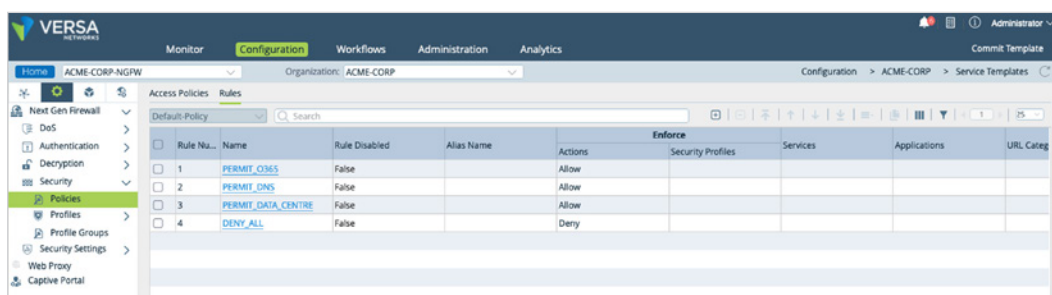 VERSA
NETWORKS
Administrator
Monitor Configuration Workflows Administration Analytics Commit Template
Home ACME-CORP-NGFW Organization: ACME-CORP Configuration > ACME-CORP > Service Templates
Access Policies Rules
Next Gen Firewall
Default-Policy Search 1 25
DoS
Authentication
Decryption
Security
Policies
Profiles
Profile Groups
Security Settings
Web Proxy
Captive Portal
Enforce
Rule Nu... Name Rule Disabled Alias Name Actions Security Profiles Services Applications URL Categ
1 PERMIT_O365 False Allow
2 PERMIT_DNS False Allow
3 PERMIT_DATA_CENTRE False Allow
4 DENY_ALL False Deny